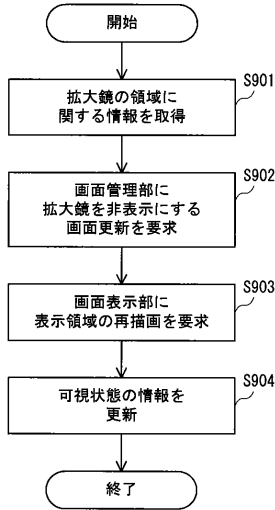 開始
S901
拡大鏡の領域に
関する情報を取得
S902
画面管理部に
拡大鏡を非表示にする
画面更新を要求
S903
画面表示部に
表示領域の再描画を要求
S904
可視状態の情報を
更新
終了